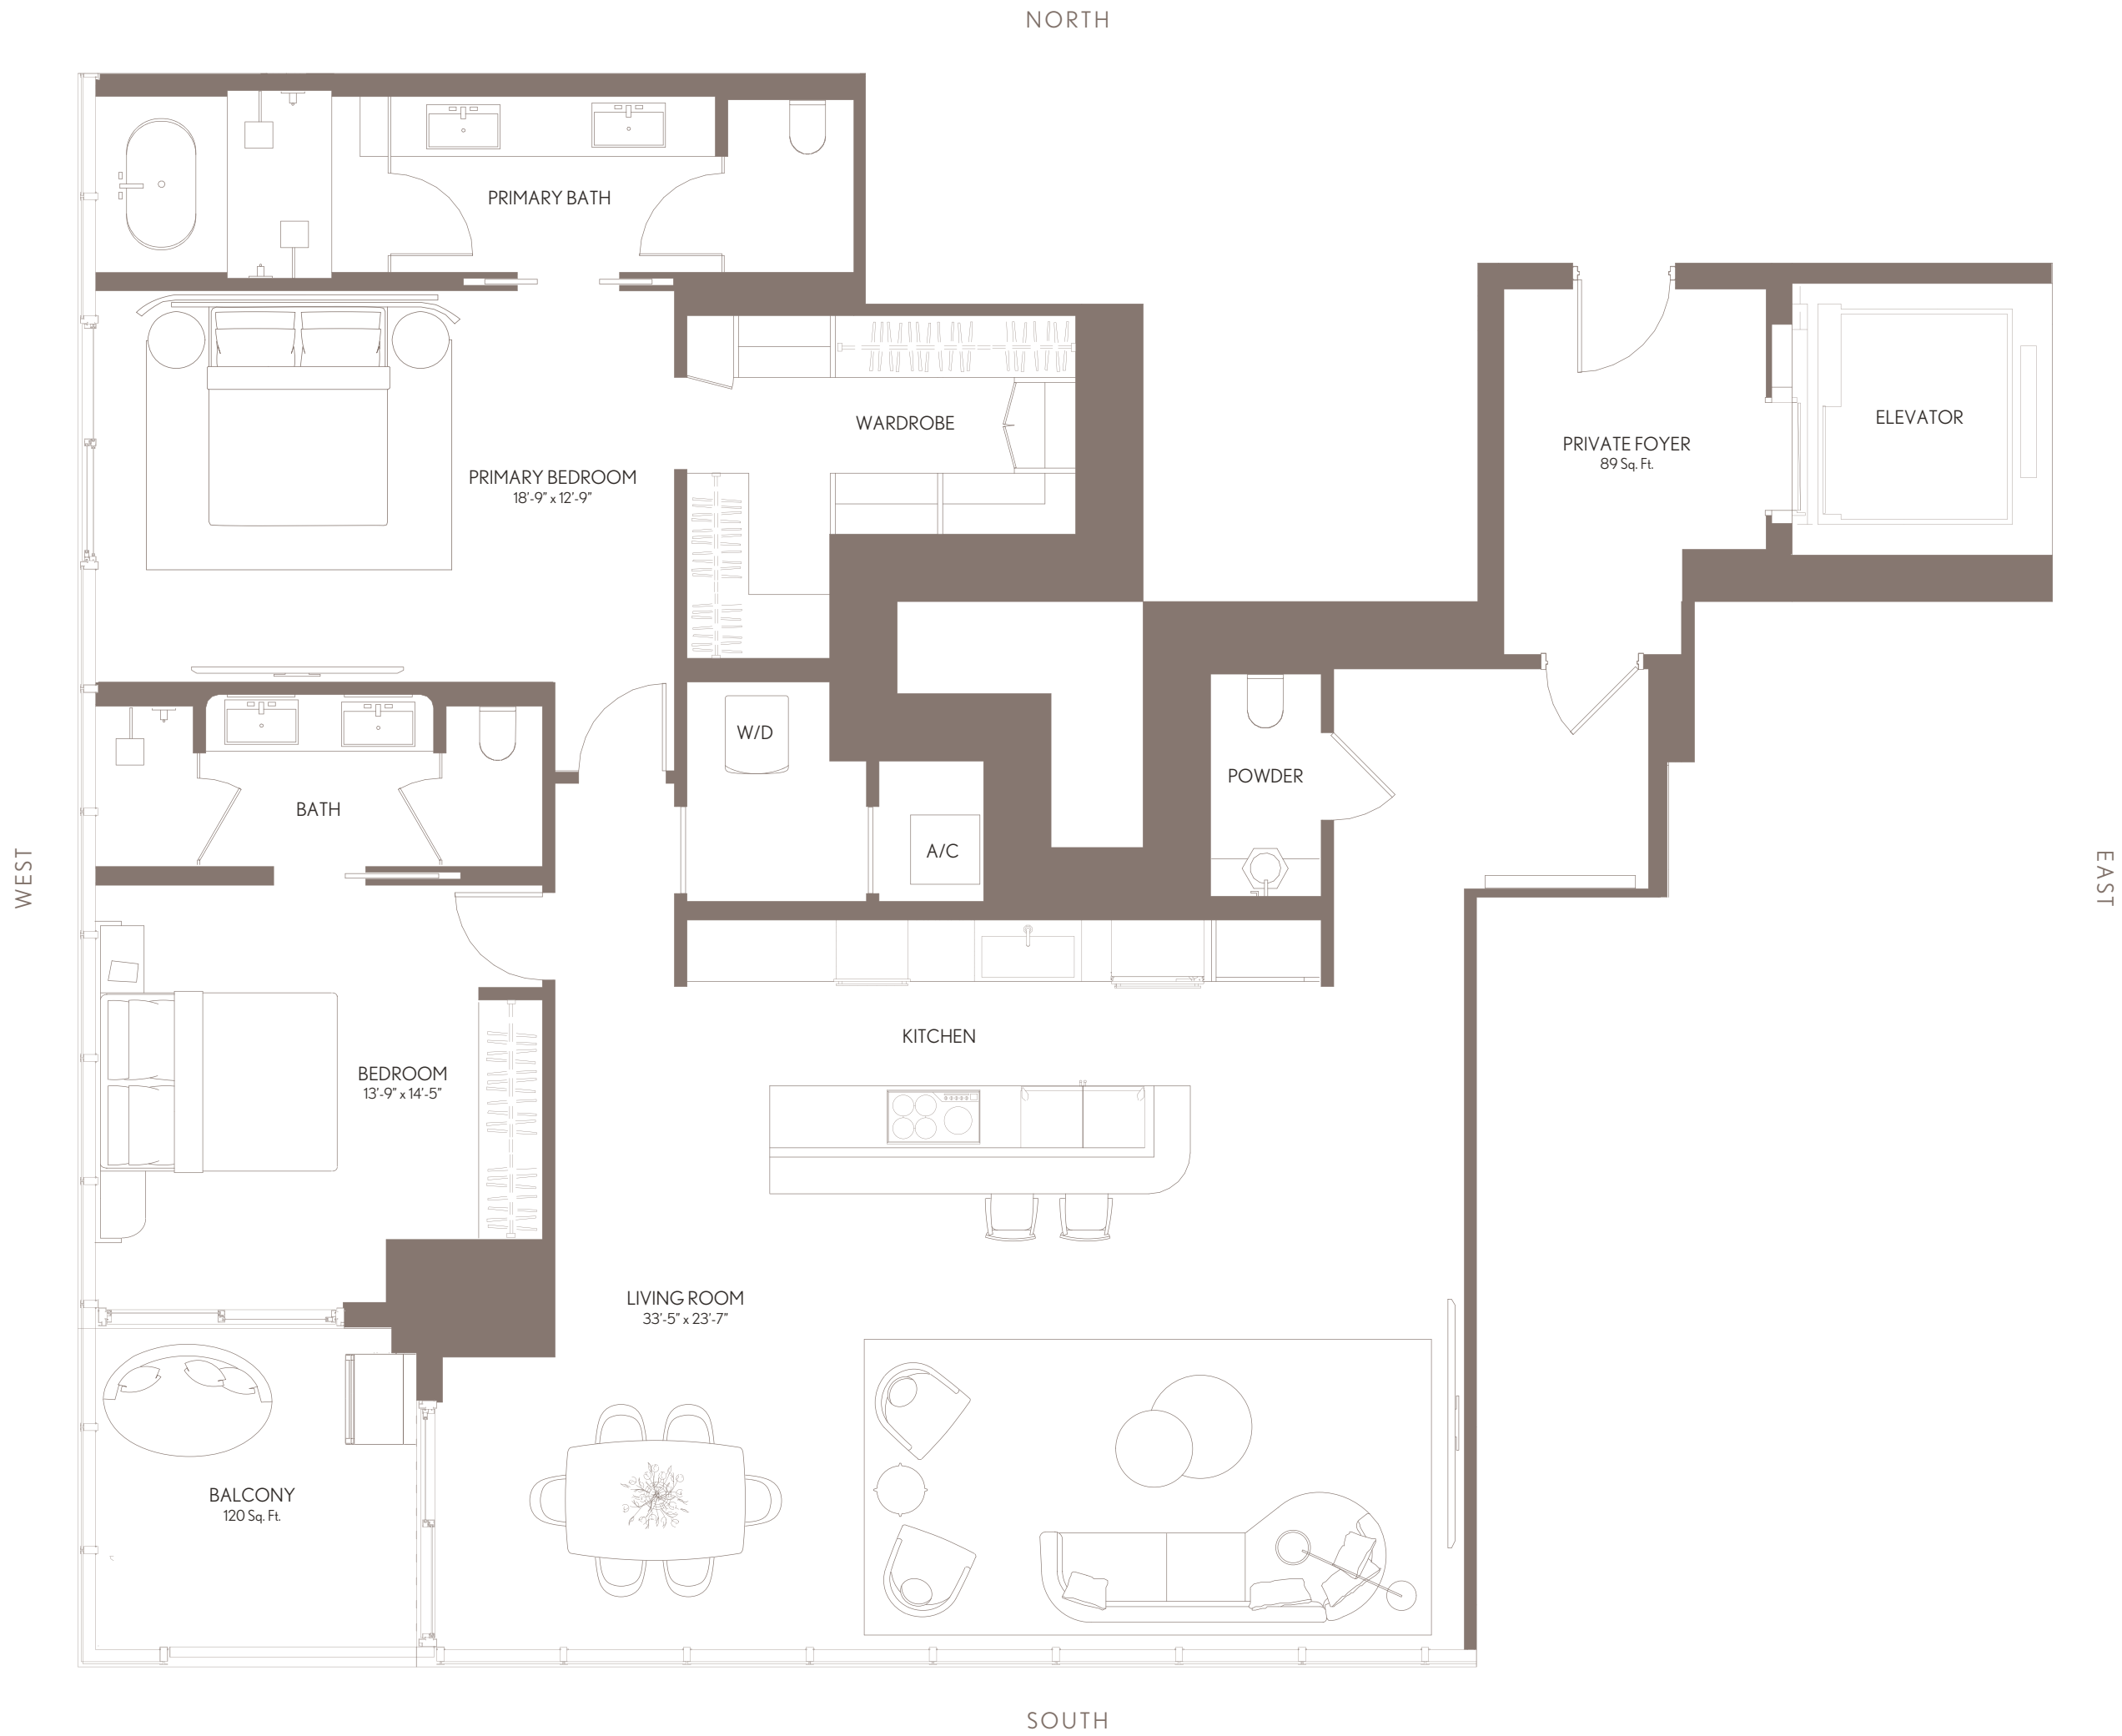 NORTH
PRIMARY BATH
ELEVATOR
WARDROBE
PRIVATE FOYER
89 Sq. Ft.
PRIMARY BEDROOM
18'-9" x 12'-9"
W/D
POWDER
BATH
A/C
WEST
EAST
KITCHEN
BEDROOM
13'-9" x 14'-5"
LIVING ROOM
33'-5" x 23'-7"
BALCONY
120 Sq. Ft.
SOUTH